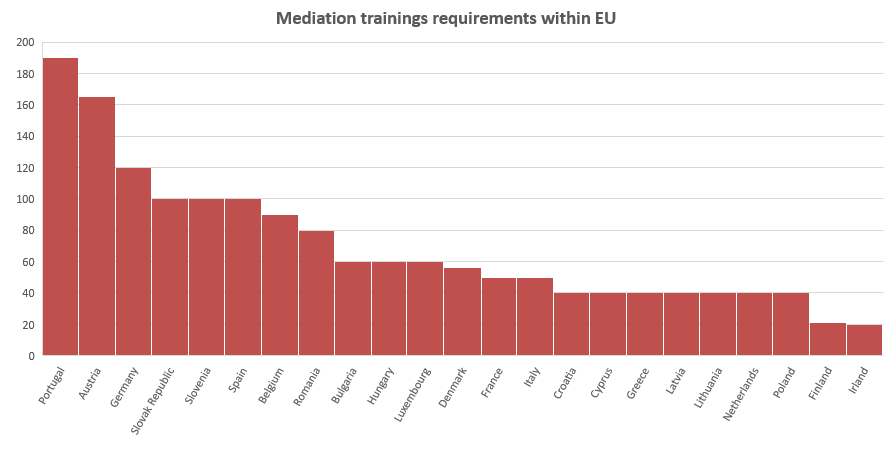 Mediation trainings requirements within EU
200
180
160
140
120
100
80
60
40
20
0
Portugal
Austria
Germany
Slovak Republic
Slovenia
Spain
Belgium
Romania
Bulgaria
Hungary
Luxembourg
Denmark
France
Italy
Croatia
Cyprus
Greece
Latvia
Lithuania
Netherlands
Poland
Finland
Irland